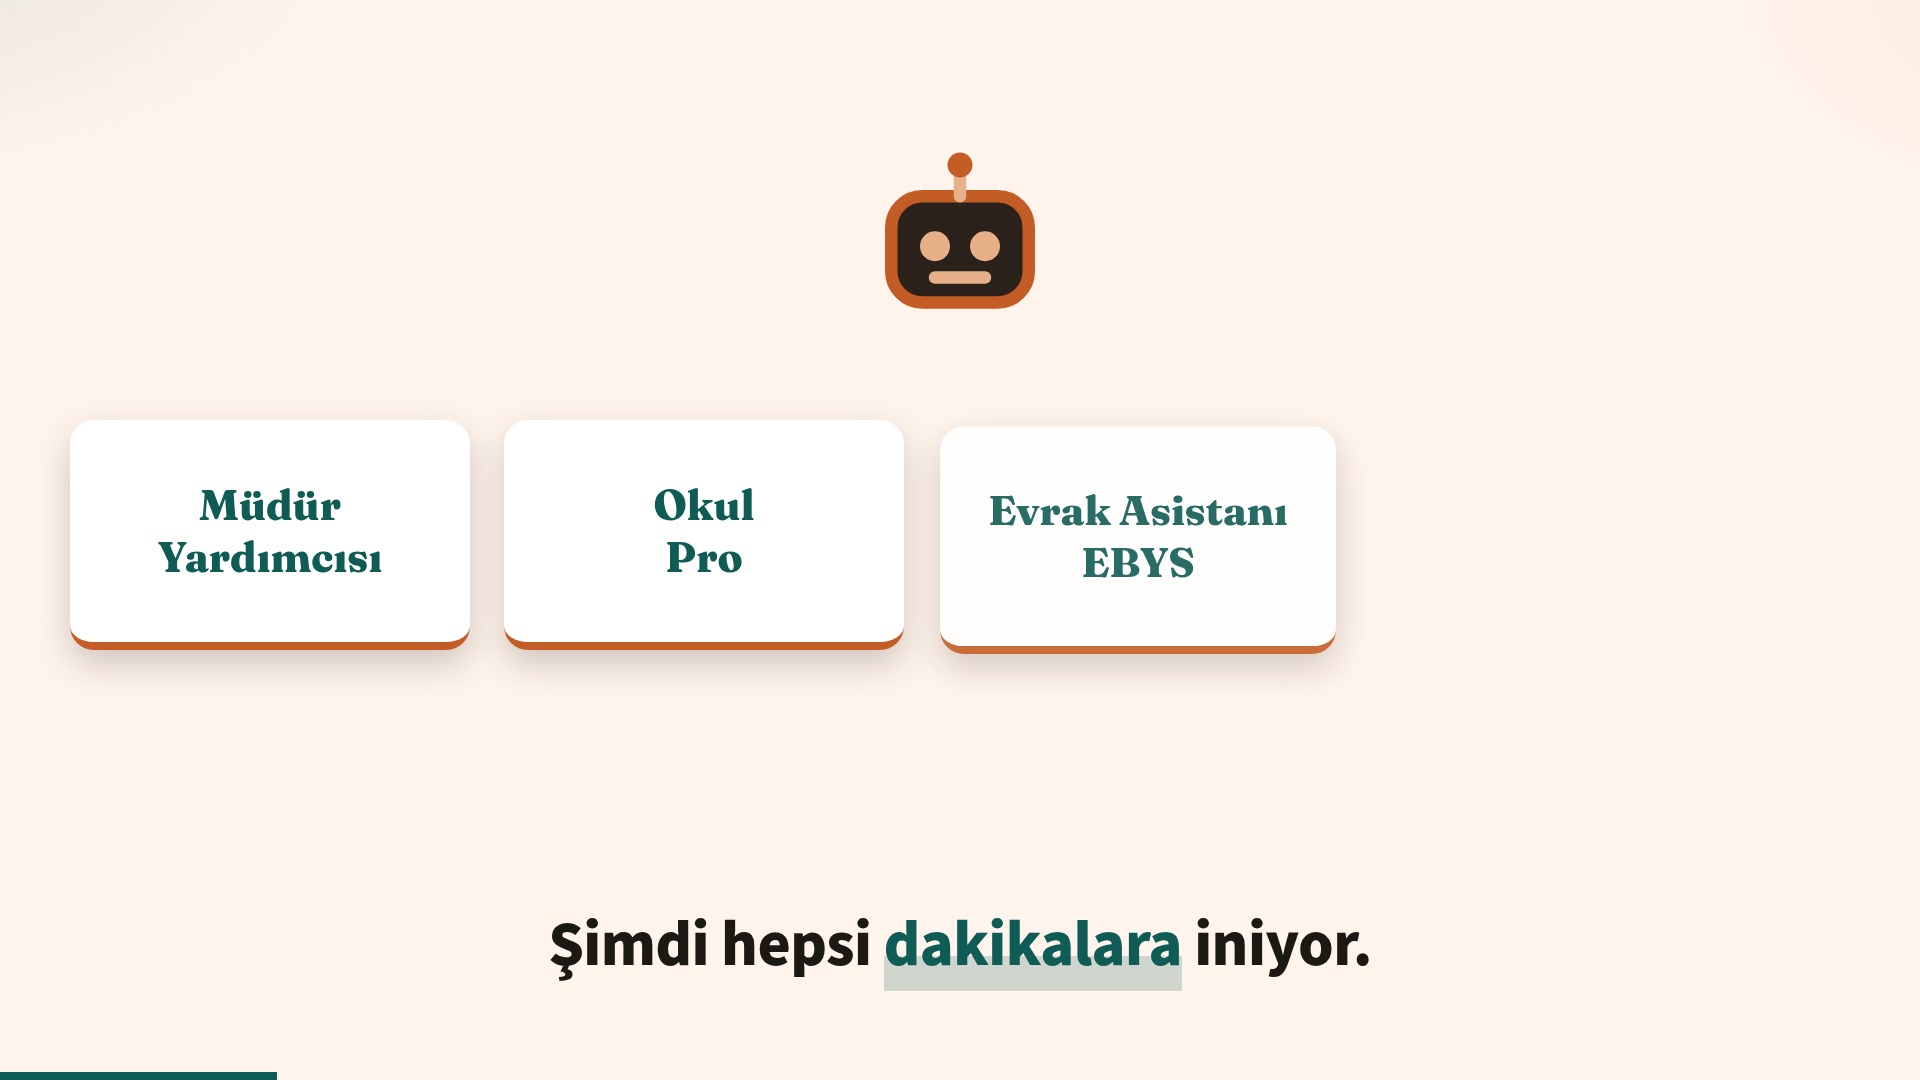 Müdür
Yardımcısı
Okul
Pro
Evrak Asistanı
EBYS
Şimdi hepsi dakikalara iniyor.